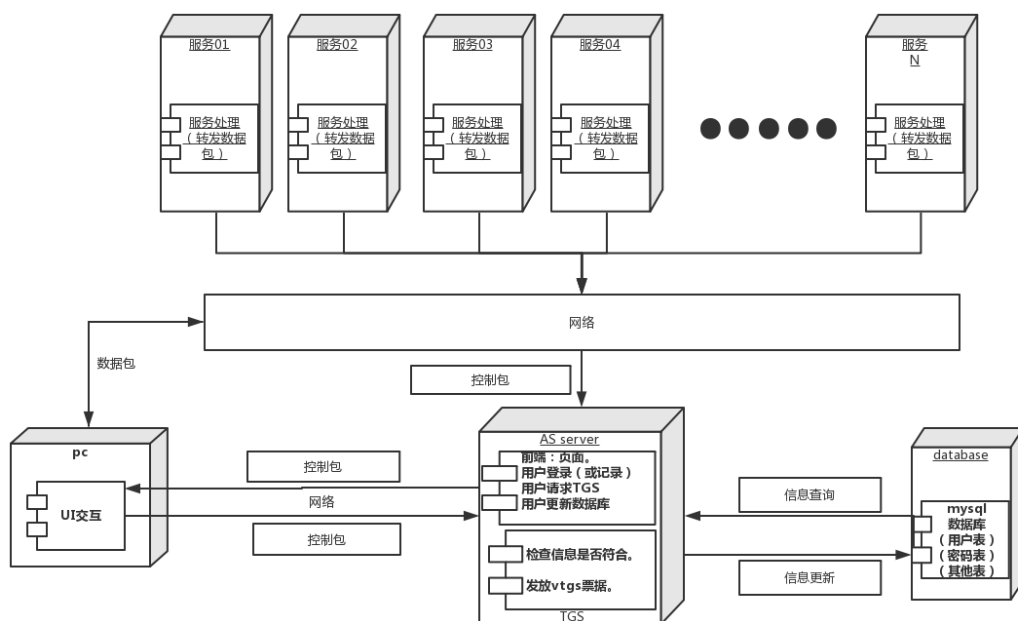 服务01
服务处理
（转发数据
包）
服务02
服务处理
（转发数据
包）
服务03
服务处理
（转发数据
包）
服务04
服务处理
（转发数据
包）
服务
N
服务处理
（转发数据
包）
网络
数据包
控制包
pc
UI交互
控制包
网络
控制包
AS server
前端：页面。
用户登录（或记录）
用户请求TGS
用户更新数据库
检查信息是否符合。
发放vtgs票据。
TGS
信息查询
信息更新
database
mysql
数据库
（用户表）
（密码表）
（其他表）